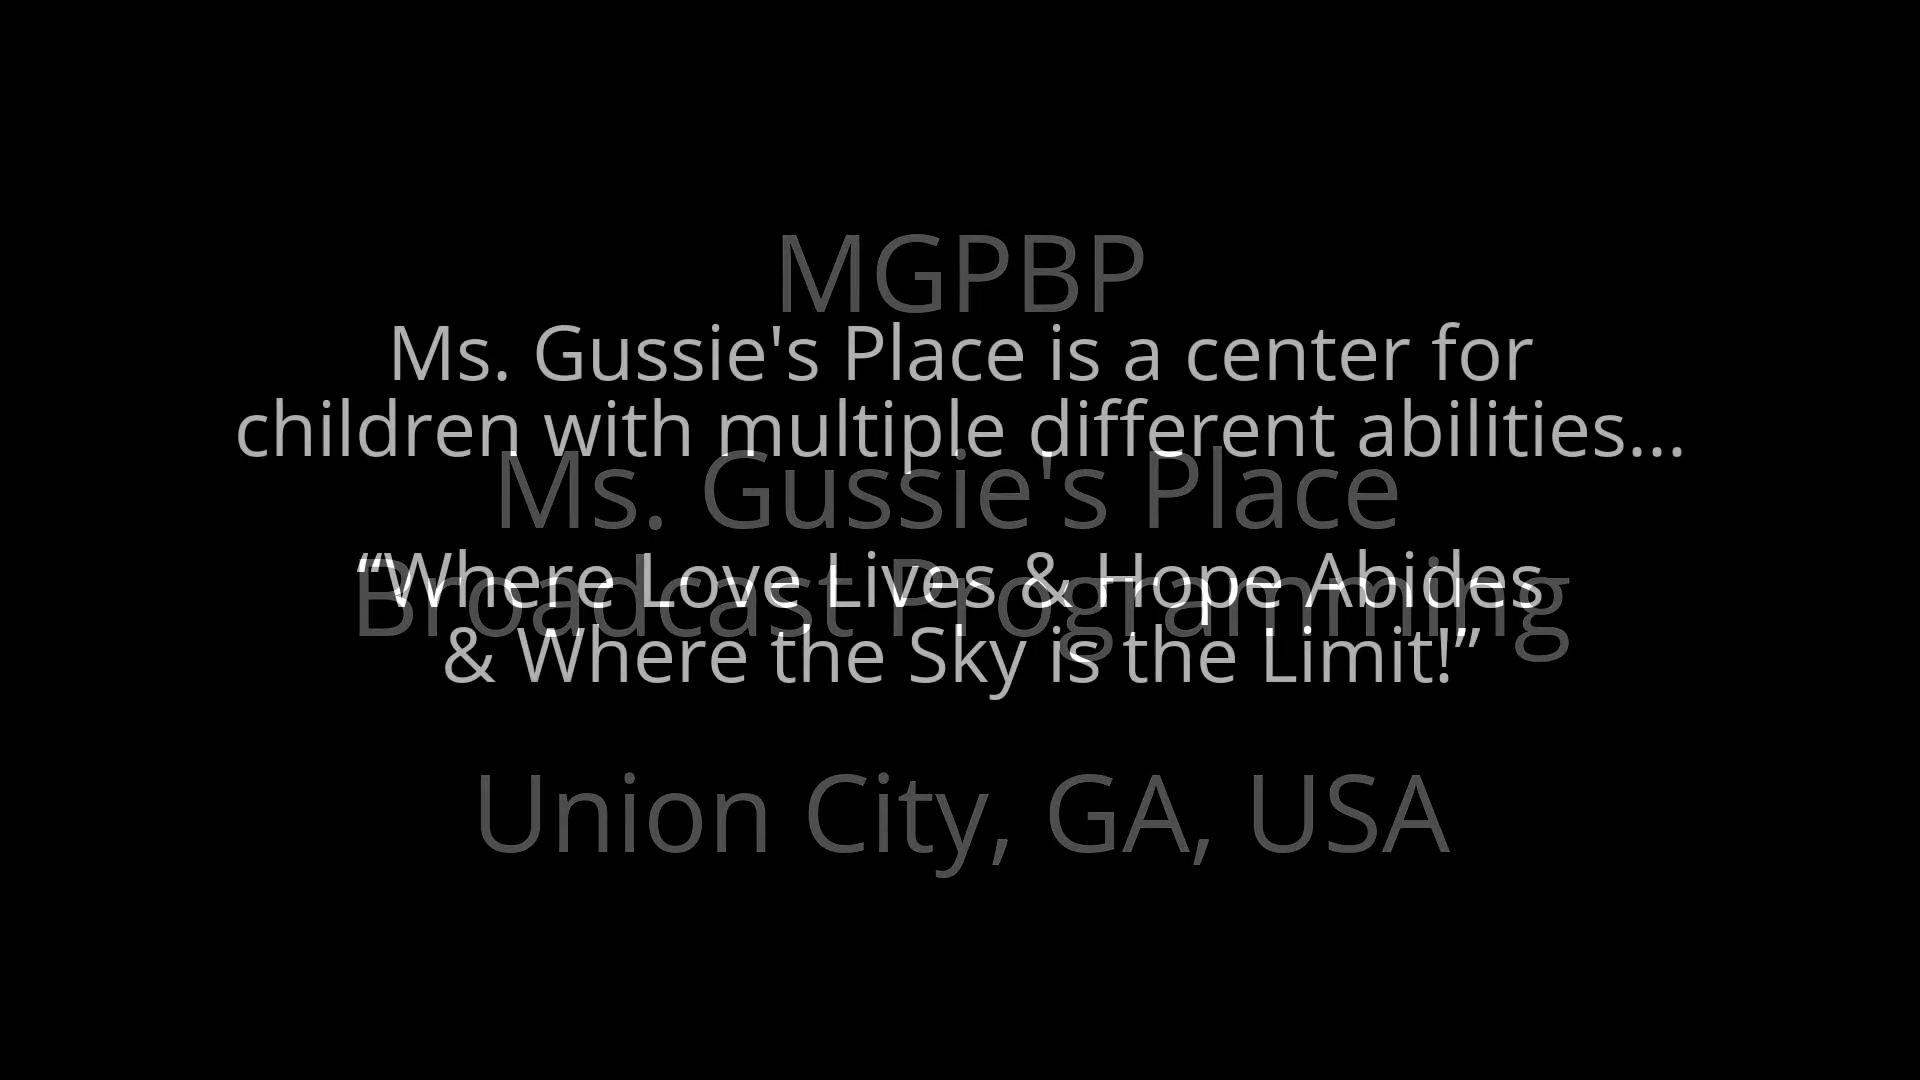 MGPBP
Ms. Gussie's Place is a center for
children with multiple different abilities...
Ms. Gussie's Place
“Where Love Lives & Hope Abides
Broadcast Programing
& Where the Sky is the Limit!”
Union City, GA, USA